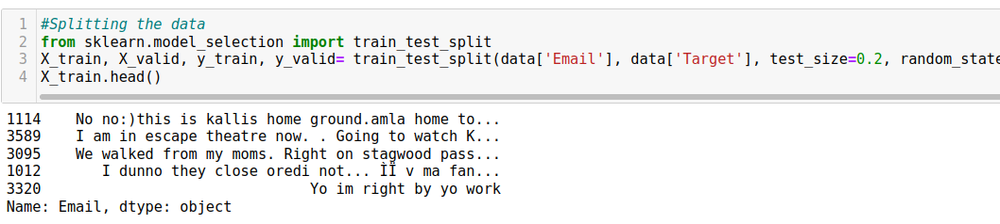 1 #Splitting the data
2 from sklearn.model_selection import train_test_split
3 X_train, X_valid, y_train, y_valid= train_test_split(data['Email'], data['Target'], test_size=0.2, random_state
4 X_train.head()
1114 No no:)this is kallis home ground.amla home to...
3589 I am in escape theatre now. . Going to watch K...
3095 We walked from my moms. Right on stagwood pass...
1012 I dunno they close oredi not... ÌÏ v ma fan...
3320 Yo im right by yo work
Name: Email, dtype: object